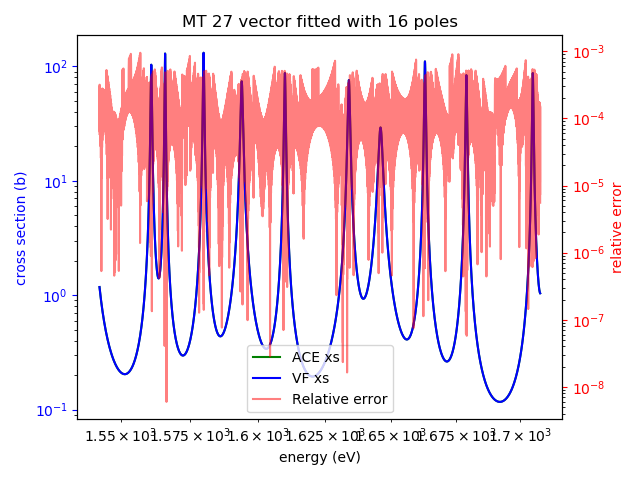 MT 27 vector fitted with 16 poles
10²
10¹
10⁰
10⁻¹
cross section (b)
10⁻³
10⁻⁴
10⁻⁵
10⁻⁶
10⁻⁷
10⁻⁸
relative error
ACE xs
VF xs
Relative error
1.55 × 10³ 1.575 × 10³ 1.6 × 10³ 1.625 × 10³ 1.65 × 10³ 1.675 × 10³ 1.7 × 10³
energy (eV)